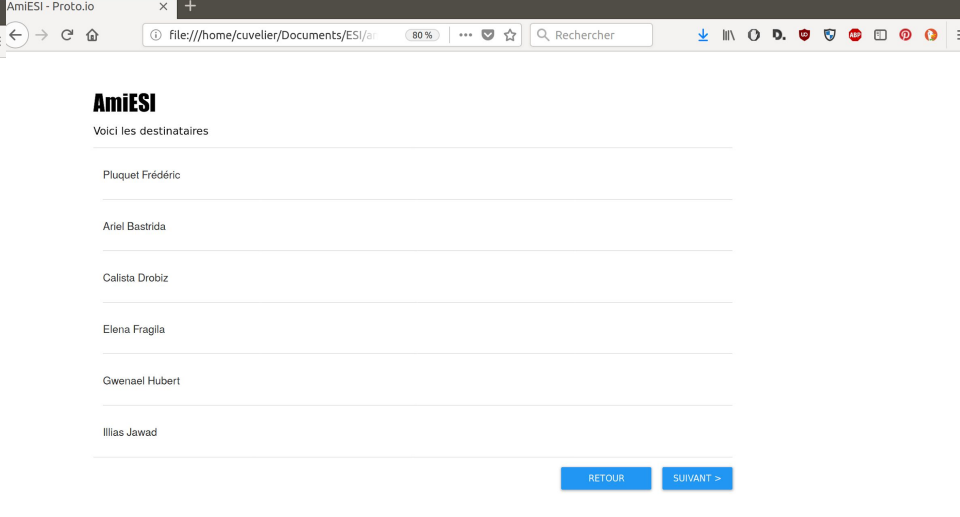 AmiESI - Proto.io
file:///home/cuvelier/Documents/ESI/a
80 %
Rechercher
AmiESI
Voici les destinataires
Pluquet Frédéric
Ariel Bastrida
Calista Drobiz
Elena Fragila
Gwenael Hubert
Illias Jawad
RETOUR
SUIVANT >